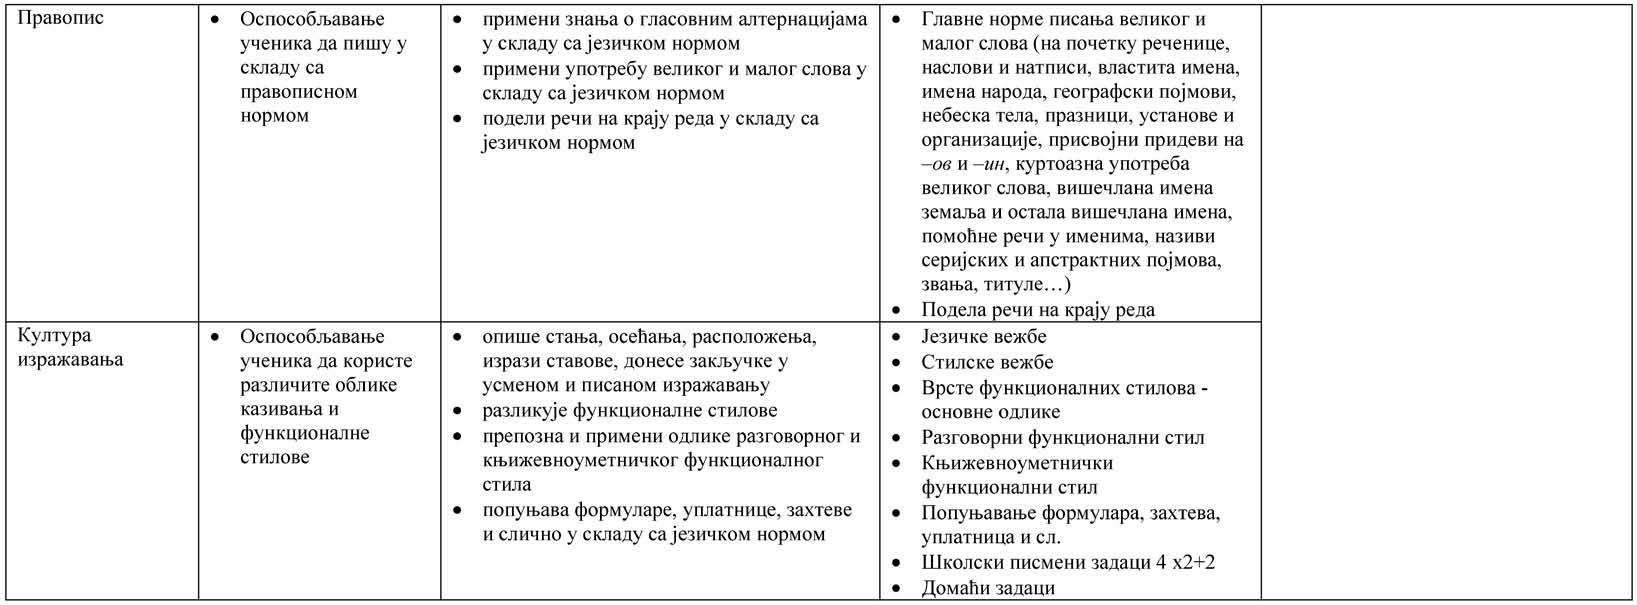 Правопис
• Оспособљавање
ученика да пишу у
складу са
правописном
нормом
• примени знања о гласовним алтернацијама
у складу са језичком нормом
• примени употребу великог и малог слова у
складу са језичком нормом
• подели речи на крају реда у складу са
језичком нормом
• Главне норме писања великог и
малог слова (на почетку реченице,
наслови и натписи, властита имена,
имена народа, географски појмови,
небеска тела, празници, установе и
организације, присвојни придеви на
–ов и –ин, куртоазна употреба
великог слова, вишечлана имена
земаља и остала вишечлана имена,
помоћне речи у именима, називи
серијских и апстрактних појмова,
звања, титуле…)
• Подела речи на крају реда
Култура
изражавања
• Оспособљавање
ученика да користе
различите облике
казивања и
функционалне
стилове
• опише стања, осећања, расположења,
изрази ставове, донесе закључке у
усменом и писаном изражавању
• разликује функционалне стилове
• препозна и примени одлике разговорног и
књижевноуметничког функционалног
стила
• попуњава формуларе, уплатнице, захтеве
и слично у складу са језичком нормом
• Језичке вежбе
• Стилске вежбе
• Врсте функционалних стилова -
основне одлике
• Разговорни функционални стил
• Књижевноуметнички
функционални стил
• Попуњавање формулара, захтева,
уплатница и сл.
• Школски писмени задаци 4 x2+2
• Домаћи задаци